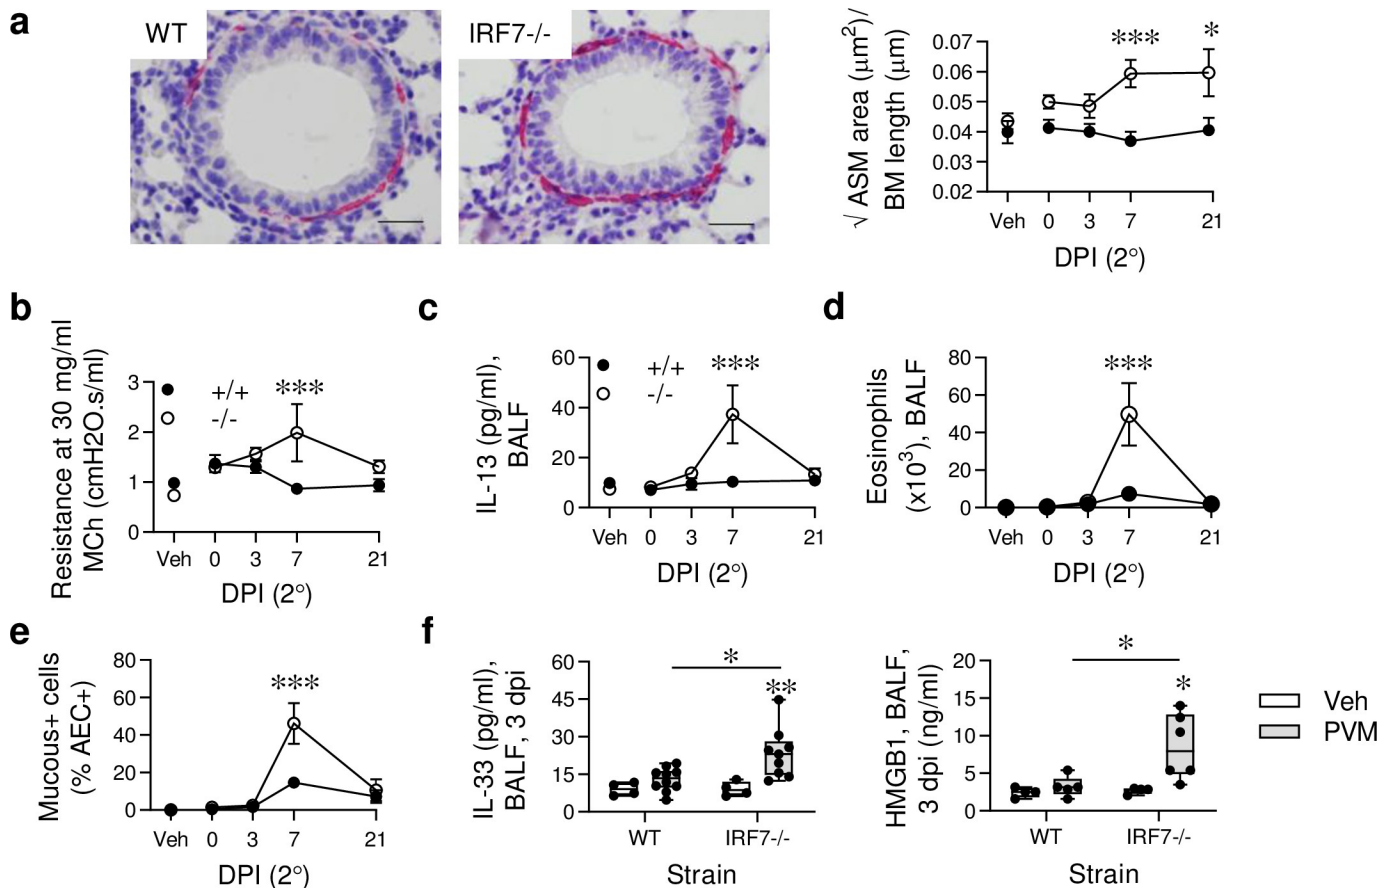 a
WT
IRF7-/-
√ ASM area (μm²)/
BM length (μm)
0.07
0.06
0.05
0.04
0.03
0.02
***
*
Veh 0 3 7 21
DPI (2°)
b
Resistance at 30 mg/ml
MCh (cmH2O.s/ml)
3
2
1
0
+/+
-/-
***
Veh 0 3 7 21
DPI (2°)
c
IL-13 (pg/ml),
BALF
60
40
20
0
+/+
-/-
***
Veh 0 3 7 21
DPI (2°)
d
Eosinophils
(x10³), BALF
80
60
40
20
0
***
Veh 0 3 7 21
DPI (2°)
e
Mucous+ cells
(% AEC+)
80
60
40
20
0
***
Veh 0 3 7 21
DPI (2°)
f
IL-33 (pg/ml),
BALF, 3 dpi
60
45
30
15
0
*
**
WT IRF7-/-
Strain
HMGB1, BALF,
3 dpi (ng/ml)
20
15
10
5
0
*
*
WT IRF7-/-
Strain
Veh
PVM